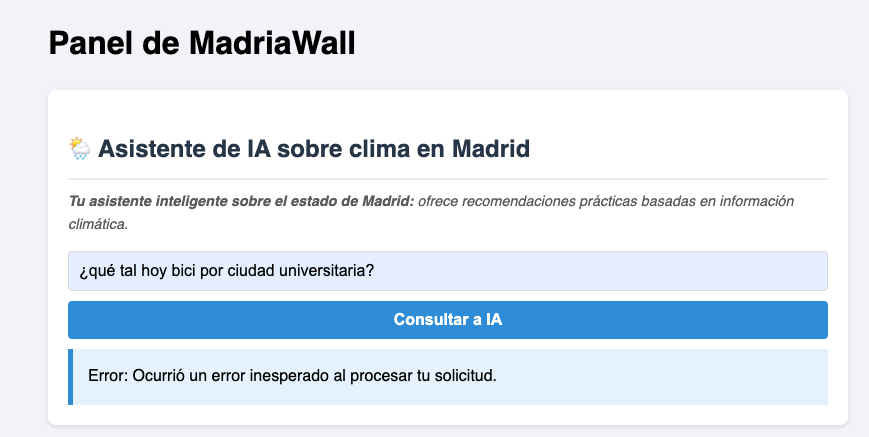 Panel de MadriaWall
🌦️ Asistente de IA sobre clima en Madrid
Tu asistente inteligente sobre el estado de Madrid: ofrece recomendaciones prácticas basadas en información
climática.
¿qué tal hoy bici por ciudad universitaria?
Consultar a IA
Error: Ocurrió un error inesperado al procesar tu solicitud.